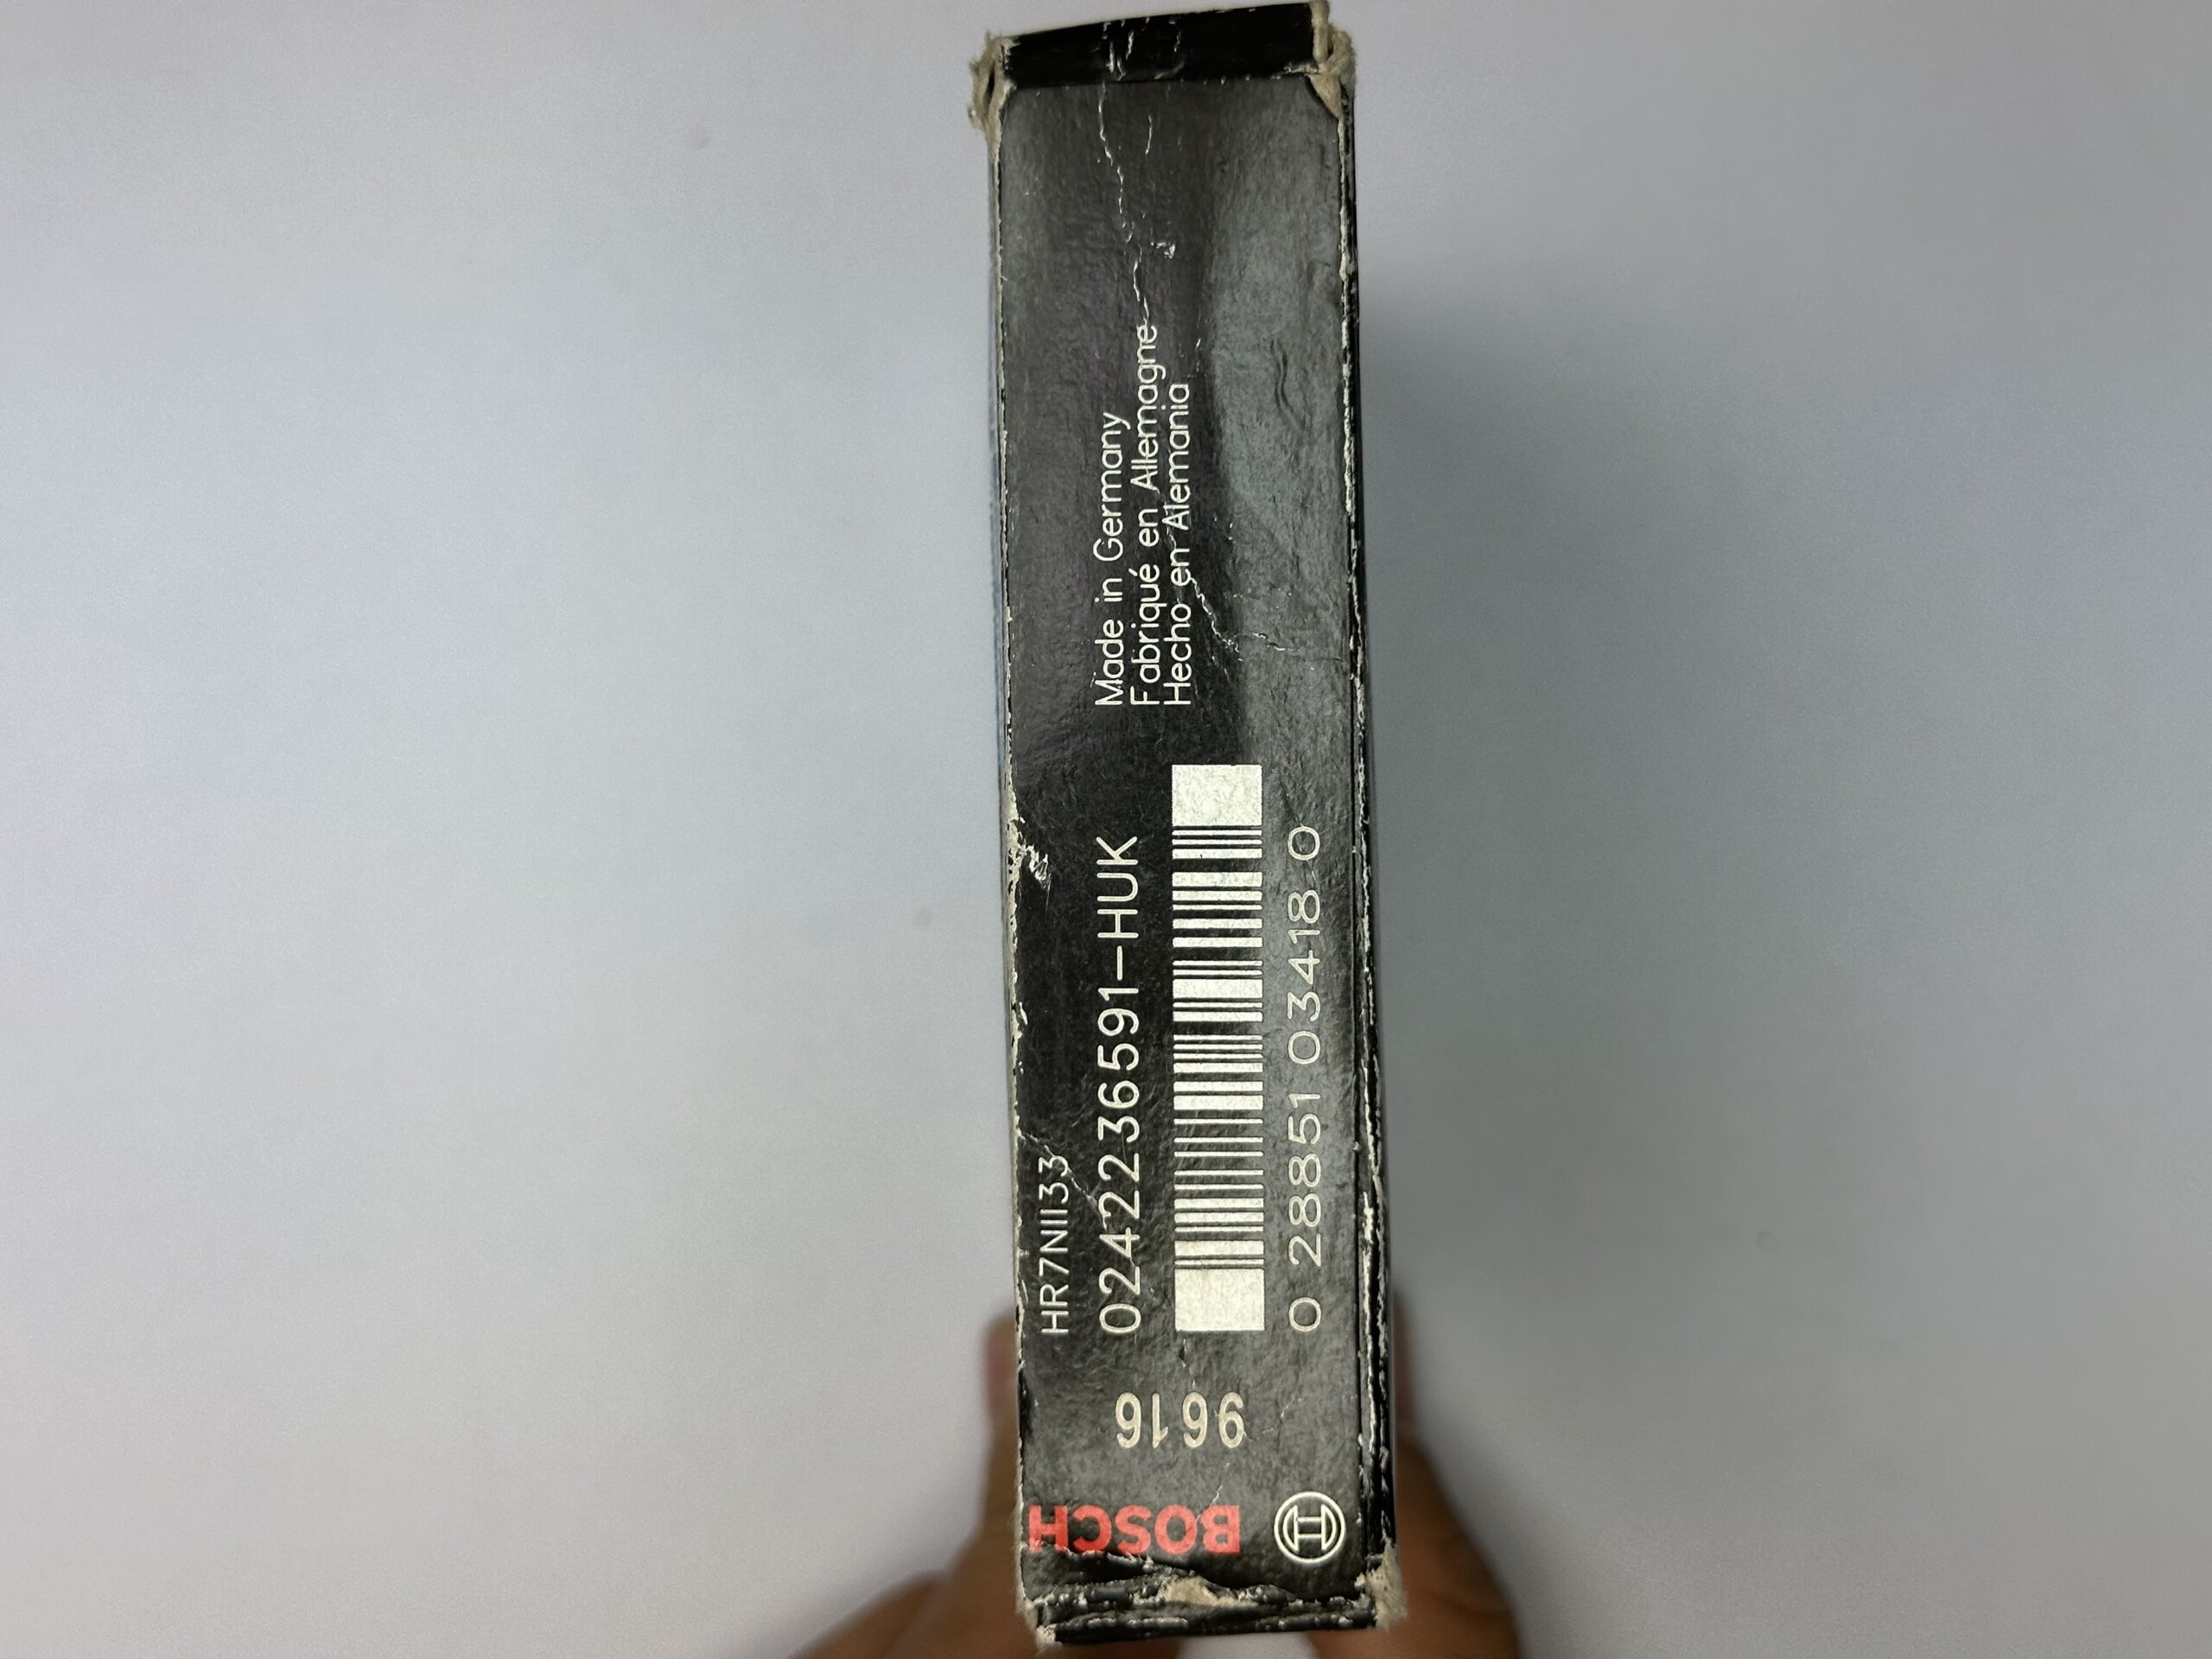 Made in Germany
Fabriqué en Allemagne
Hecho en Alemania
HR7NII33
0242236591-HUK
0 28851 03418 0
9616
BOSCH